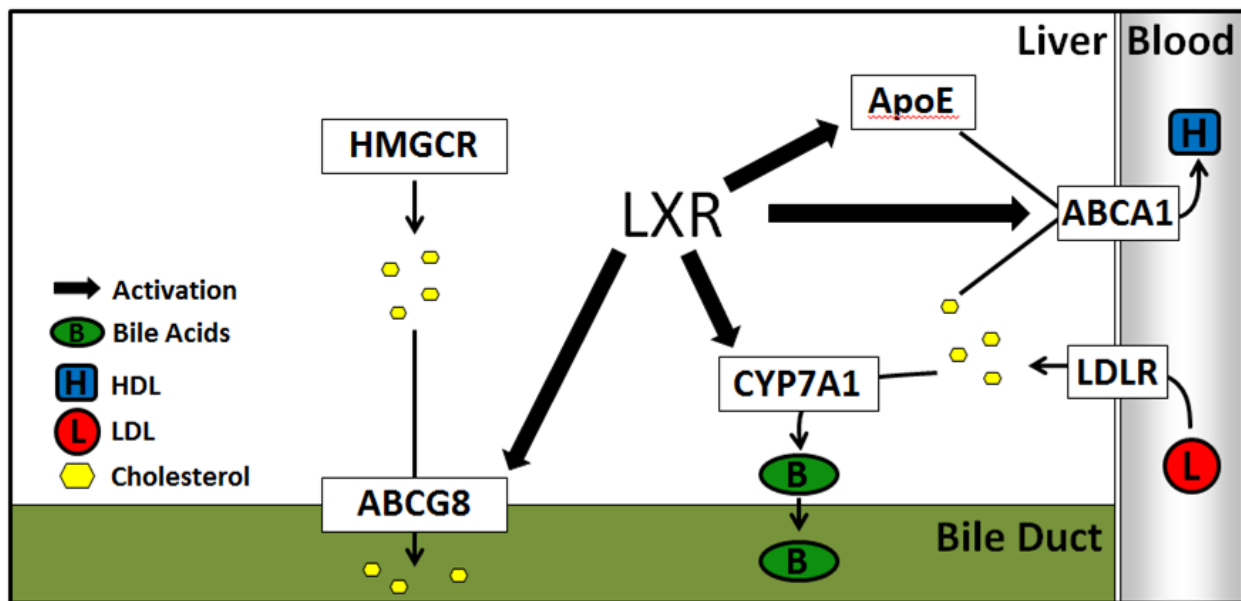 Liver Blood
ApoE
H
HMGCR
LXR
ABCA1
Activation
B Bile Acids
H HDL
L LDL
Cholesterol
CYP7A1
LDLR
B
L
ABCG8
Bile Duct
B